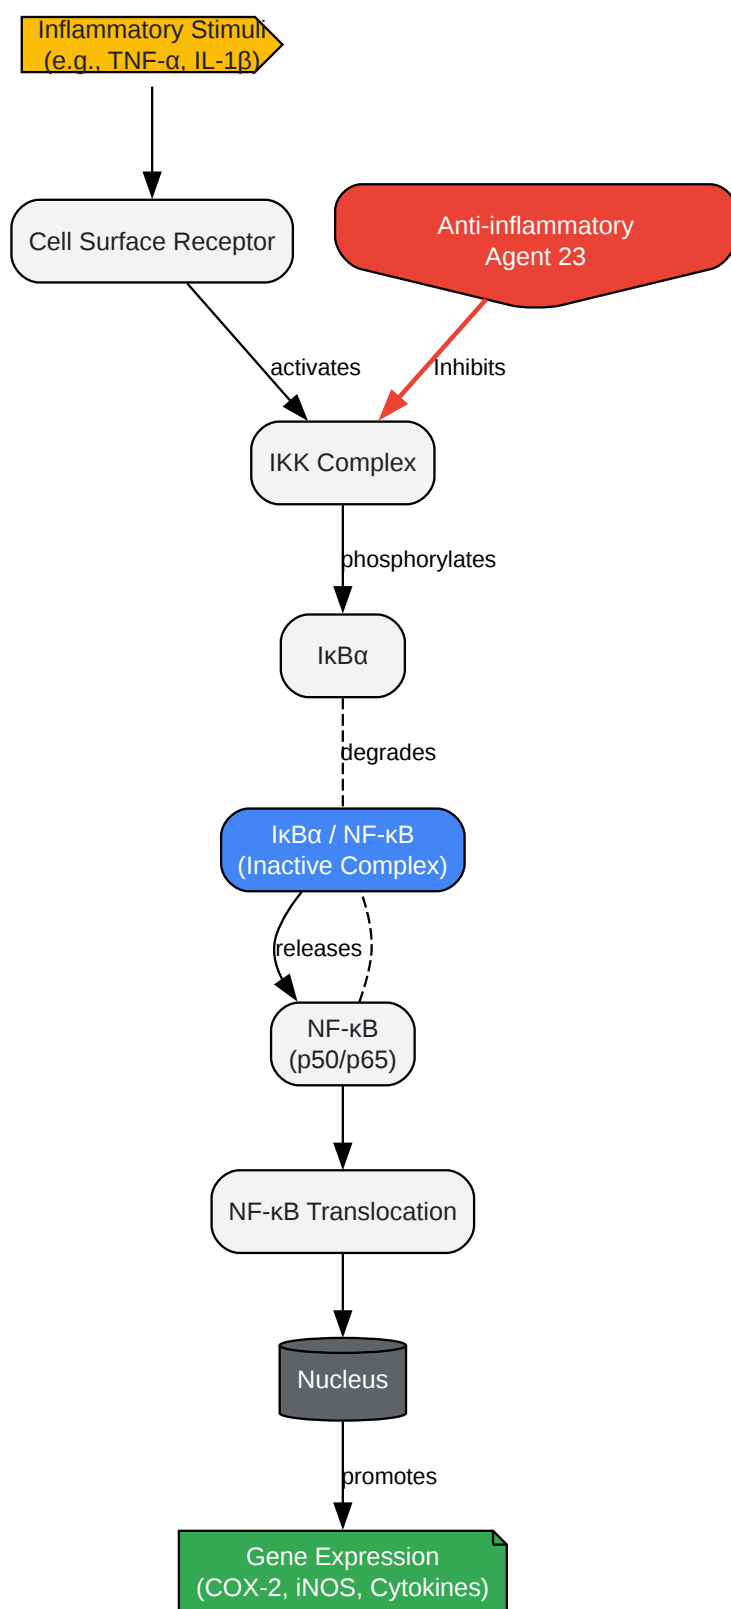 Inflammatory Stimuli
(e.g., TNF-α, IL-1β)
Cell Surface Receptor
Anti-inflammatory
Agent 23
activates
Inhibits
IKK Complex
phosphorylates
IκBα
degrades
IκBα / NF-κB
(Inactive Complex)
releases
NF-κB
(p50/p65)
NF-κB Translocation
Nucleus
promotes
Gene Expression
(COX-2, iNOS, Cytokines)